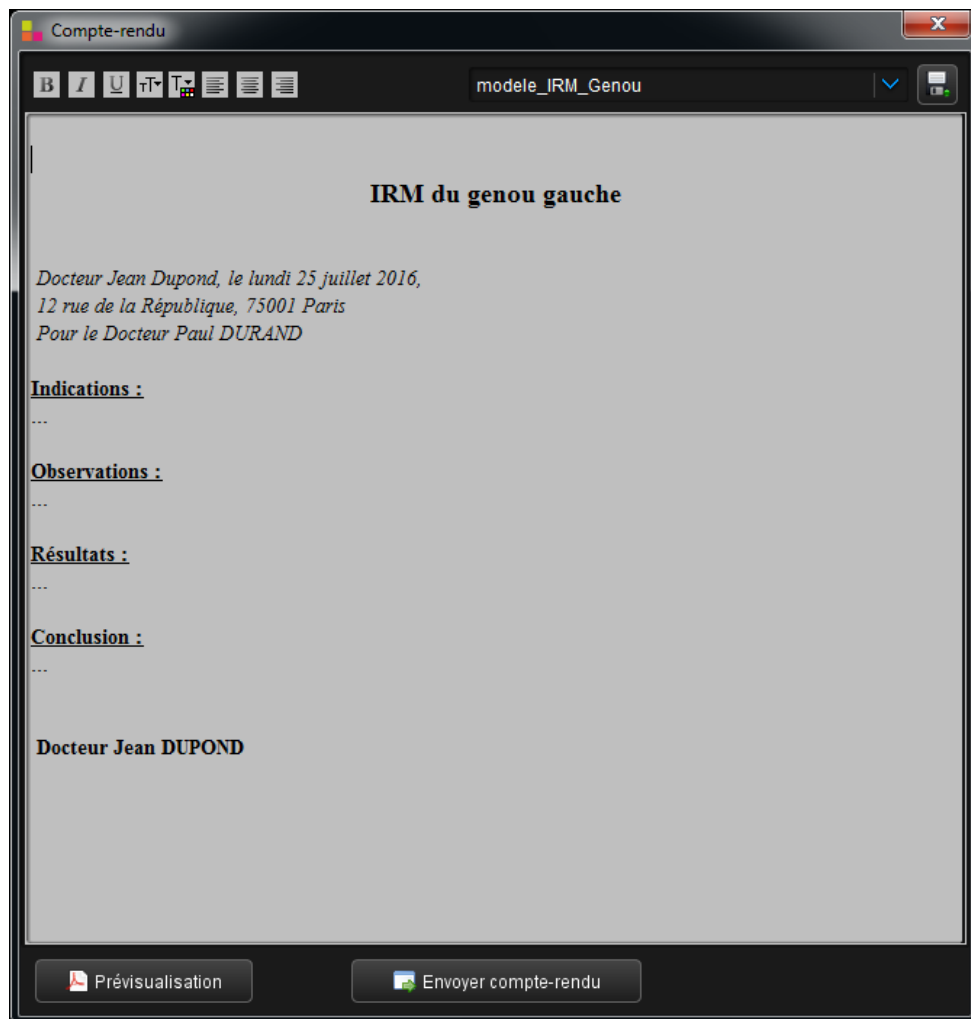 Compte-rendu
B I U TT T modele_IRM_Genou
IRM du genou gauche
Docteur Jean Dupond, le lundi 25 juillet 2016,
12 rue de la République, 75001 Paris
Pour le Docteur Paul DURAND
Indications :
---
Observations :
---
Résultats :
---
Conclusion :
---
Docteur Jean DUPOND
Prévisualisation Envoyer compte-rendu